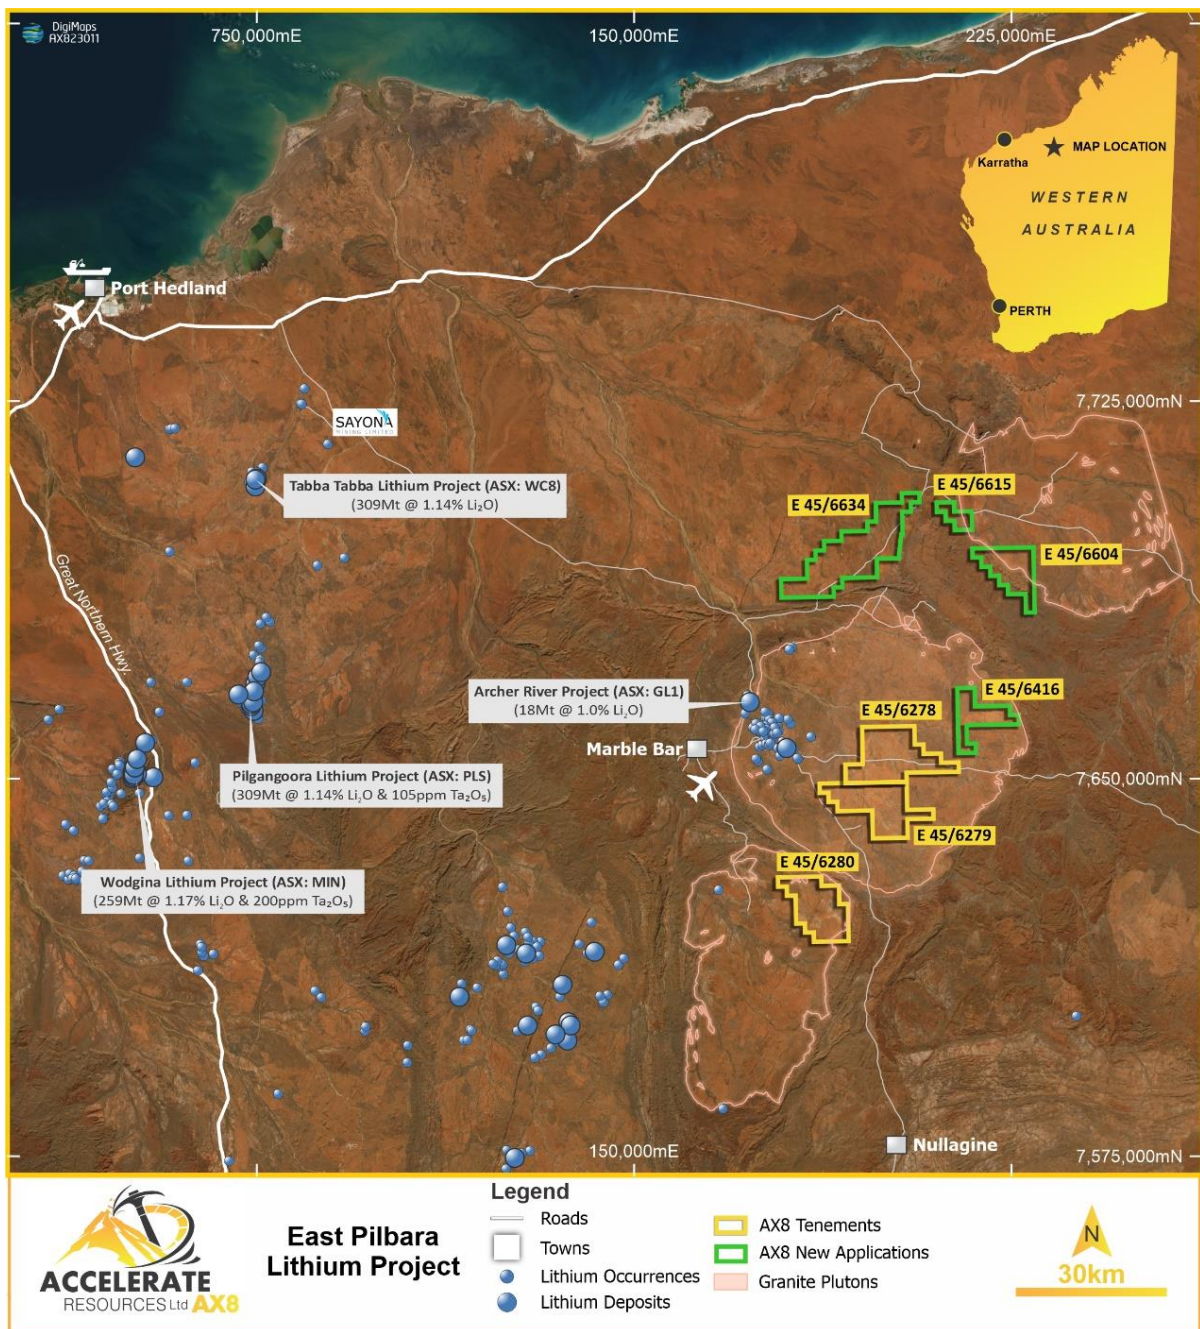 DigiMaps
AX823011
750,000mE
150,000mE
225,000mE
Karratha
MAP LOCATION
WESTERN
AUSTRALIA
PERTH
Port Hedland
7,725,000mN
SAYONA
MINING LIMITED
Tabba Tabba Lithium Project (ASX: WC8)
(309Mt @ 1.14% Li₂O)
E 45/6634
E 45/6615
E 45/6604
Great Northern Hwy.
Archer River Project (ASX: GL1)
(18Mt @ 1.0% Li₂O)
E 45/6416
E 45/6278
Marble Bar
Pilgangoora Lithium Project (ASX: PLS)
(309Mt @ 1.14% Li₂O & 105ppm Ta₂O₅)
7,650,000mN
E 45/6279
E 45/6280
Wodgina Lithium Project (ASX: MIN)
(259Mt @ 1.17% Li₂O & 200ppm Ta₂O₅)
150,000mE
Nullagine
7,575,000mN
ACCELERATE
RESOURCES Ltd AX8
East Pilbara
Lithium Project
Legend
Roads
Towns
Lithium Occurrences
Lithium Deposits
AX8 Tenements
AX8 New Applications
Granite Plutons
N
30km